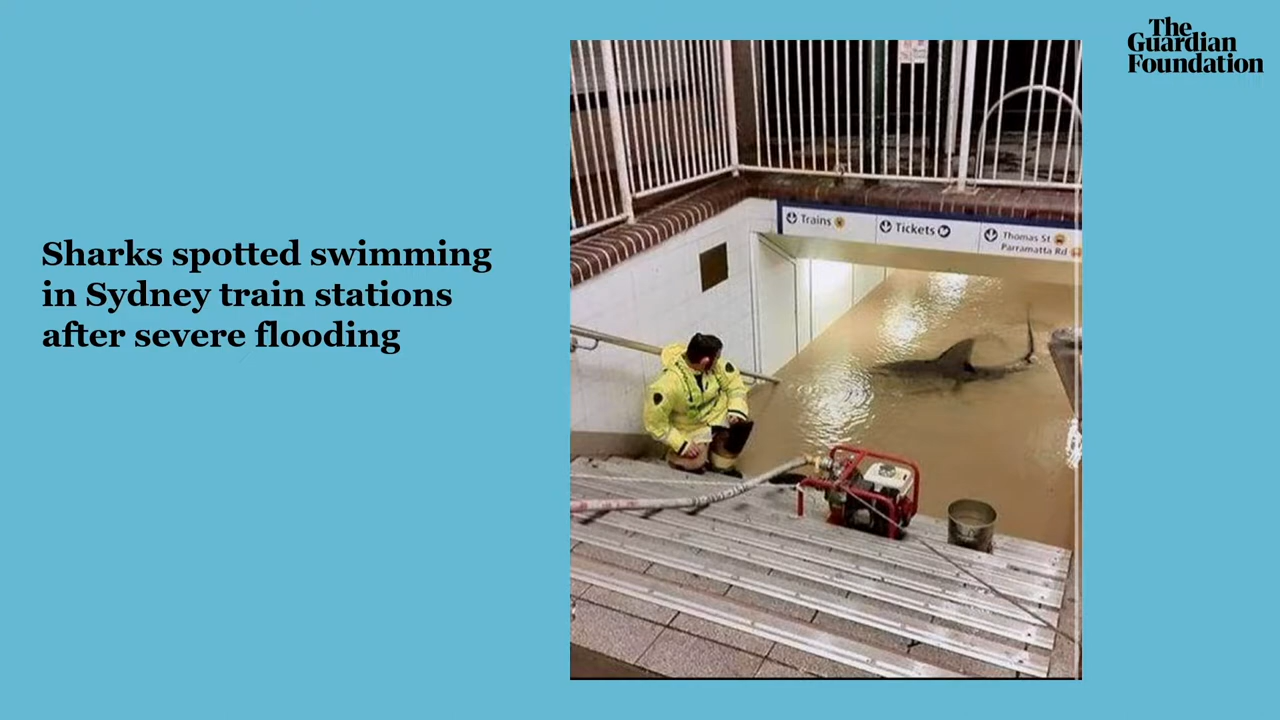 The
Guardian
Foundation
Sharks spotted swimming
in Sydney train stations
after severe flooding
Trains
Tickets
Thomas St
Parramatta Rd